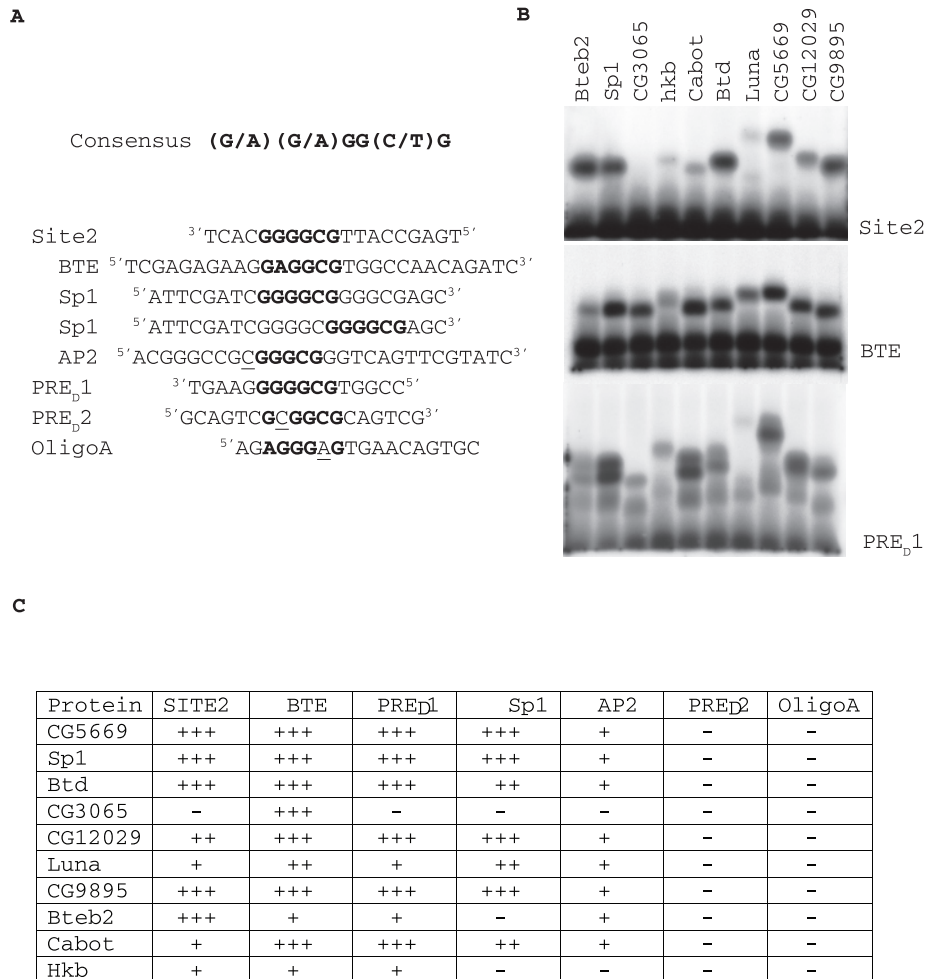 A
Consensus (G/A)(G/A)GG(C/T)G
Site2 3'TCACGGGGCGTTACCGAGT5'
BTE 5'TCGAGAGAAGGAGGCGTGGCCAACAGATC3'
Sp1 5'ATTCGATCGGGGCGGGGCGAGC3'
Sp1 5'ATTCGATCGGGGCGGGGCGAGC3'
AP2 5'ACGGGCCGCGGGCGGGTCAGTTCGTATC3'
PRED1 3'TGAAGGGGGCGTGGCC5'
PRED2 5'GCAGTCGCGGCGCAGTCG3'
OligoA 5'AGAGGGAGTGAACAGTGC
B
Bteb2 Sp1 CG3065 hkb Cabot Btd Luna CG5669 CG12029 CG9895
Site2
BTE
PRED1
C
Protein SITE2 BTE PRED1 Sp1 AP2 PRED2 OligoA
CG5669 +++ +++ +++ +++ + - -
Sp1 +++ +++ +++ +++ + - -
Btd +++ +++ +++ ++ + - -
CG3065 - +++ - - - - -
CG12029 ++ +++ +++ +++ + - -
Luna + ++ + ++ + - -
CG9895 +++ +++ +++ +++ + - -
Bteb2 +++ + + - + - -
Cabot + +++ +++ ++ + - -
Hkb + + + - - - -